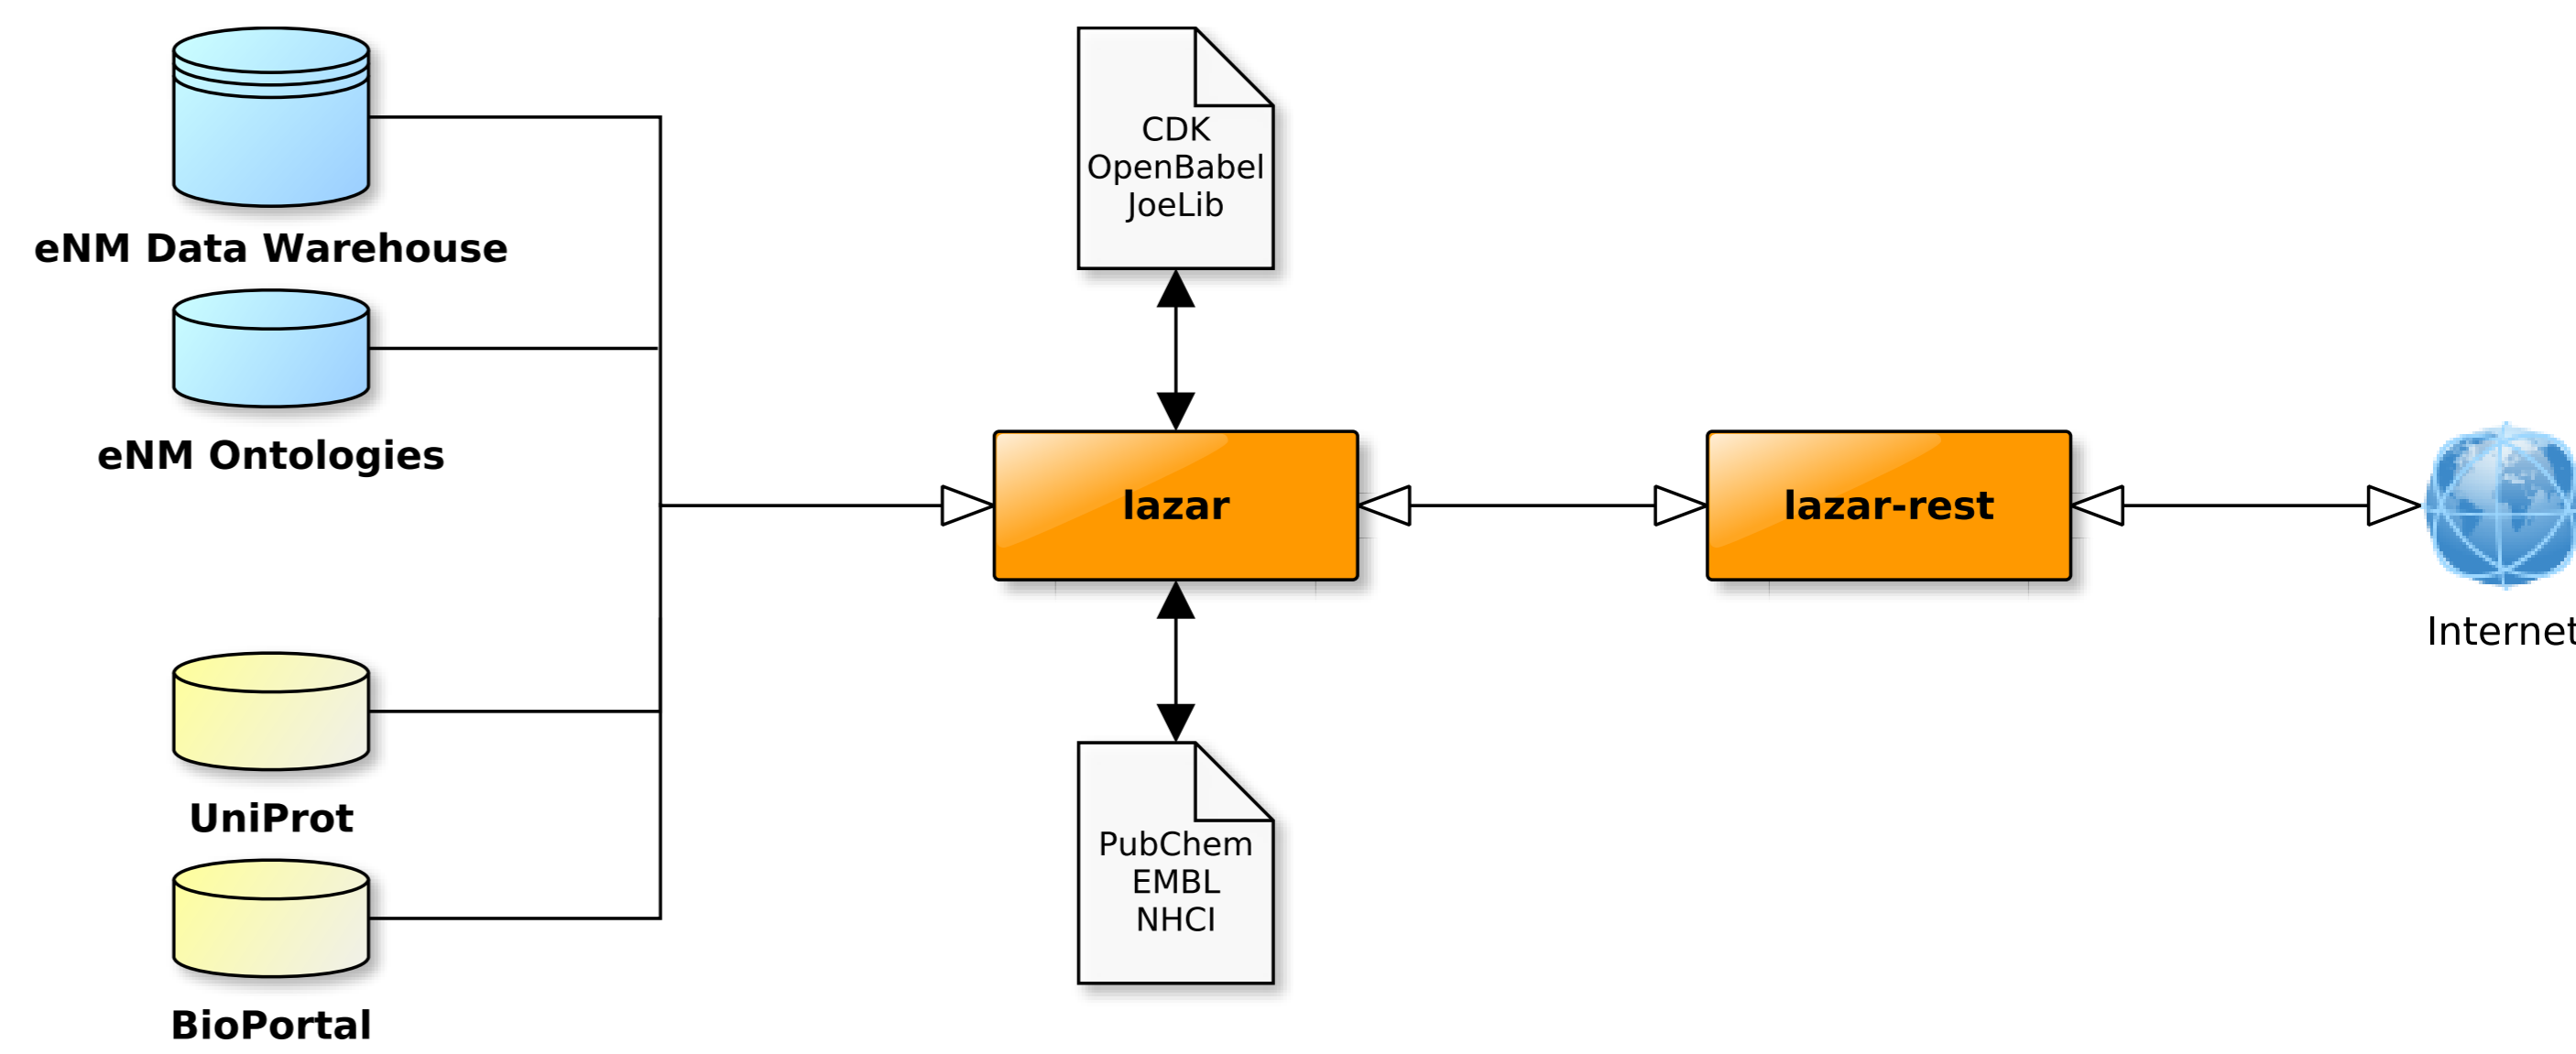 eNM Data Warehouse
eNM Ontologies
UniProt
BioPortal
CDK
OpenBabel
JoeLib
lazar
PubChem
EMBL
NHCI
lazar-rest
Internet